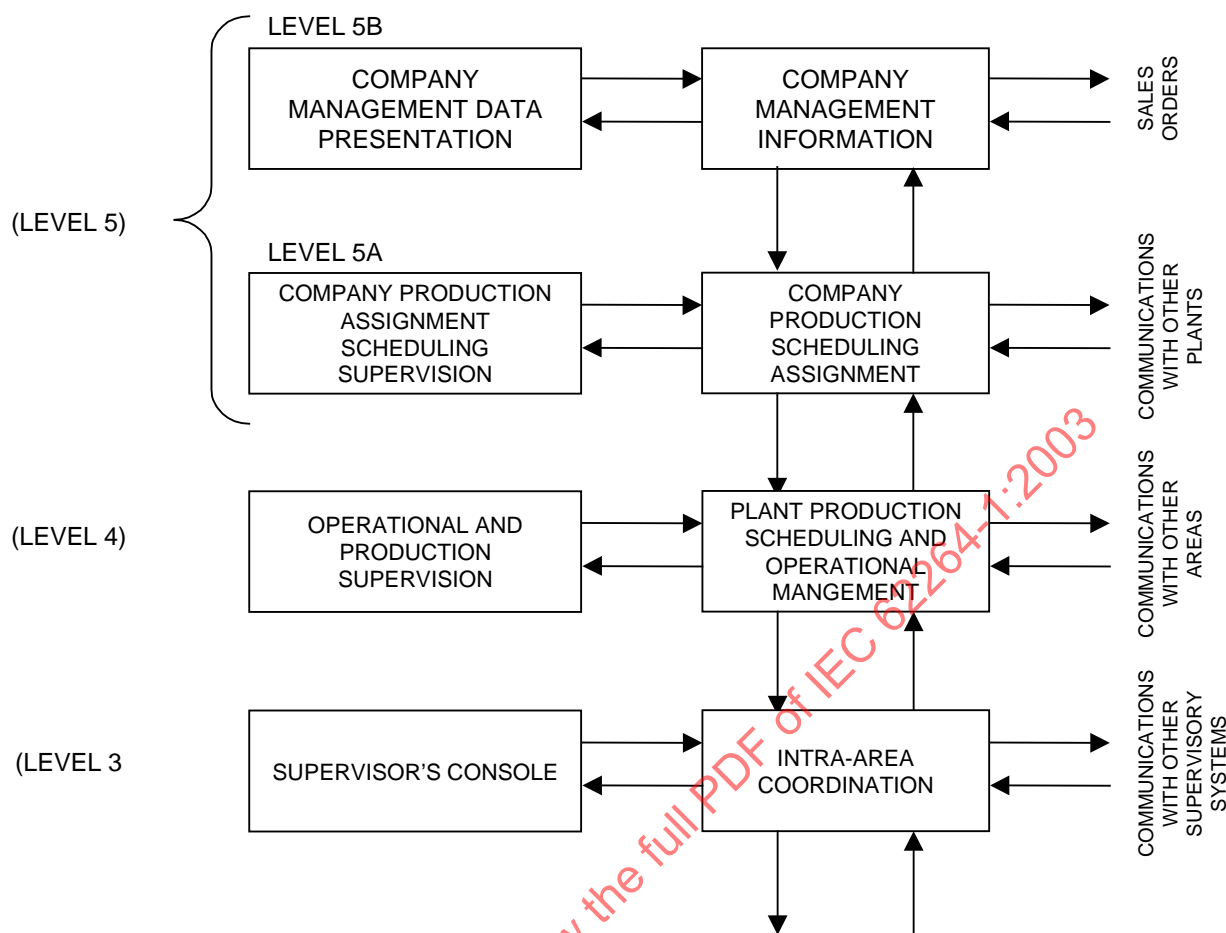 LEVEL 5B
COMPANY
MANAGEMENT DATA
PRESENTATION
COMPANY
MANAGEMENT
INFORMATION
SALES
ORDERS
(LEVEL 5)
LEVEL 5A
COMPANY PRODUCTION
ASSIGNMENT
SCHEDULING
SUPERVISION
COMPANY
PRODUCTION
SCHEDULING
ASSIGNMENT
COMMUNICATIONS
WITH OTHER
PLANTS
(LEVEL 4)
OPERATIONAL AND
PRODUCTION
SUPERVISION
PLANT PRODUCTION
SCHEDULING AND
OPERATIONAL
MANGEMENT
COMMUNICATIONS
WITH OTHER
AREAS
(LEVEL 3
SUPERVISOR'S CONSOLE
INTRA-AREA
COORDINATION
COMMUNICATIONS
WITH OTHER
SUPERVISORY
SYSTEMS
the full PDF of IEC 62264-1:2003